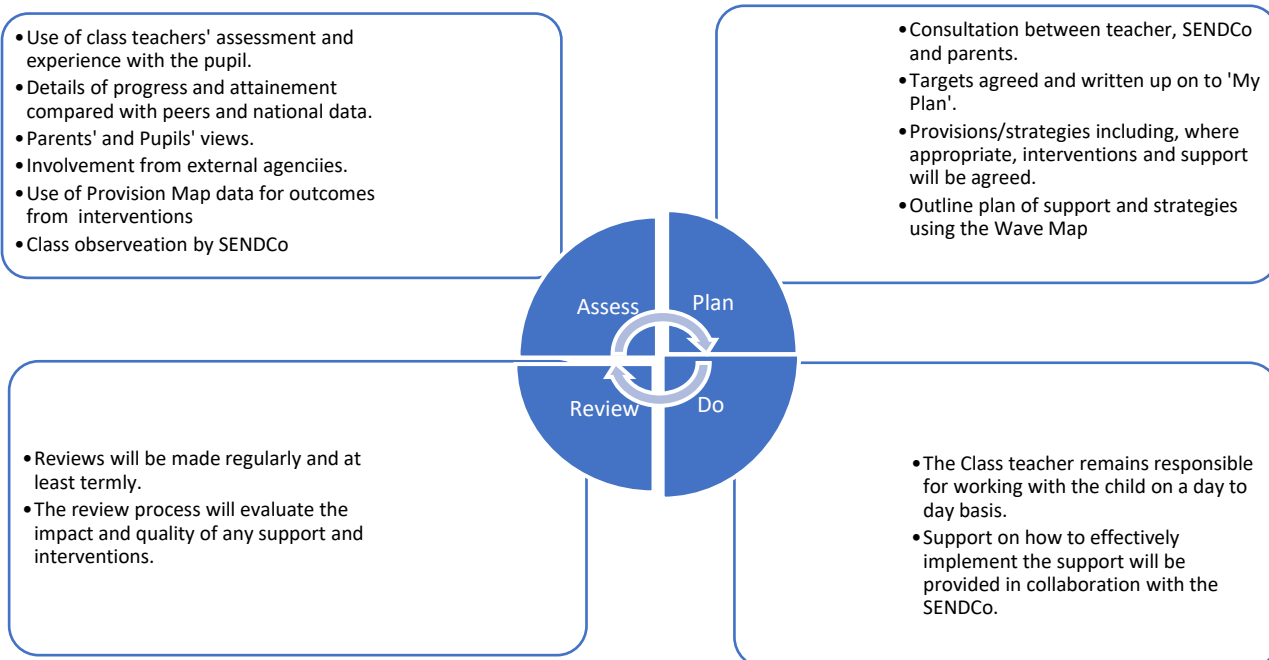 •Use of class teachers' assessment and
experience with the pupil.
•Details of progress and attainement
compared with peers and national data.
•Parents' and Pupils' views.
•Involvement from external agenciies.
•Use of Provision Map data for outcomes
from interventions
•Class observeation by SENDCo
•Consultation between teacher, SENDCo
and parents.
•Targets agreed and written up on to 'My
Plan'.
•Provisions/strategies including, where
appropriate, interventions and support
will be agreed.
•Outline plan of support and strategies
using the Wave Map
Assess
Plan
Review
Do
•Reviews will be made regularly and at
least termly.
•The review process will evaluate the
impact and quality of any support and
interventions.
•The Class teacher remains responsible
for working with the child on a day to
day basis.
•Support on how to effectively
implement the support will be
provided in collaboration with the
SENDCo.